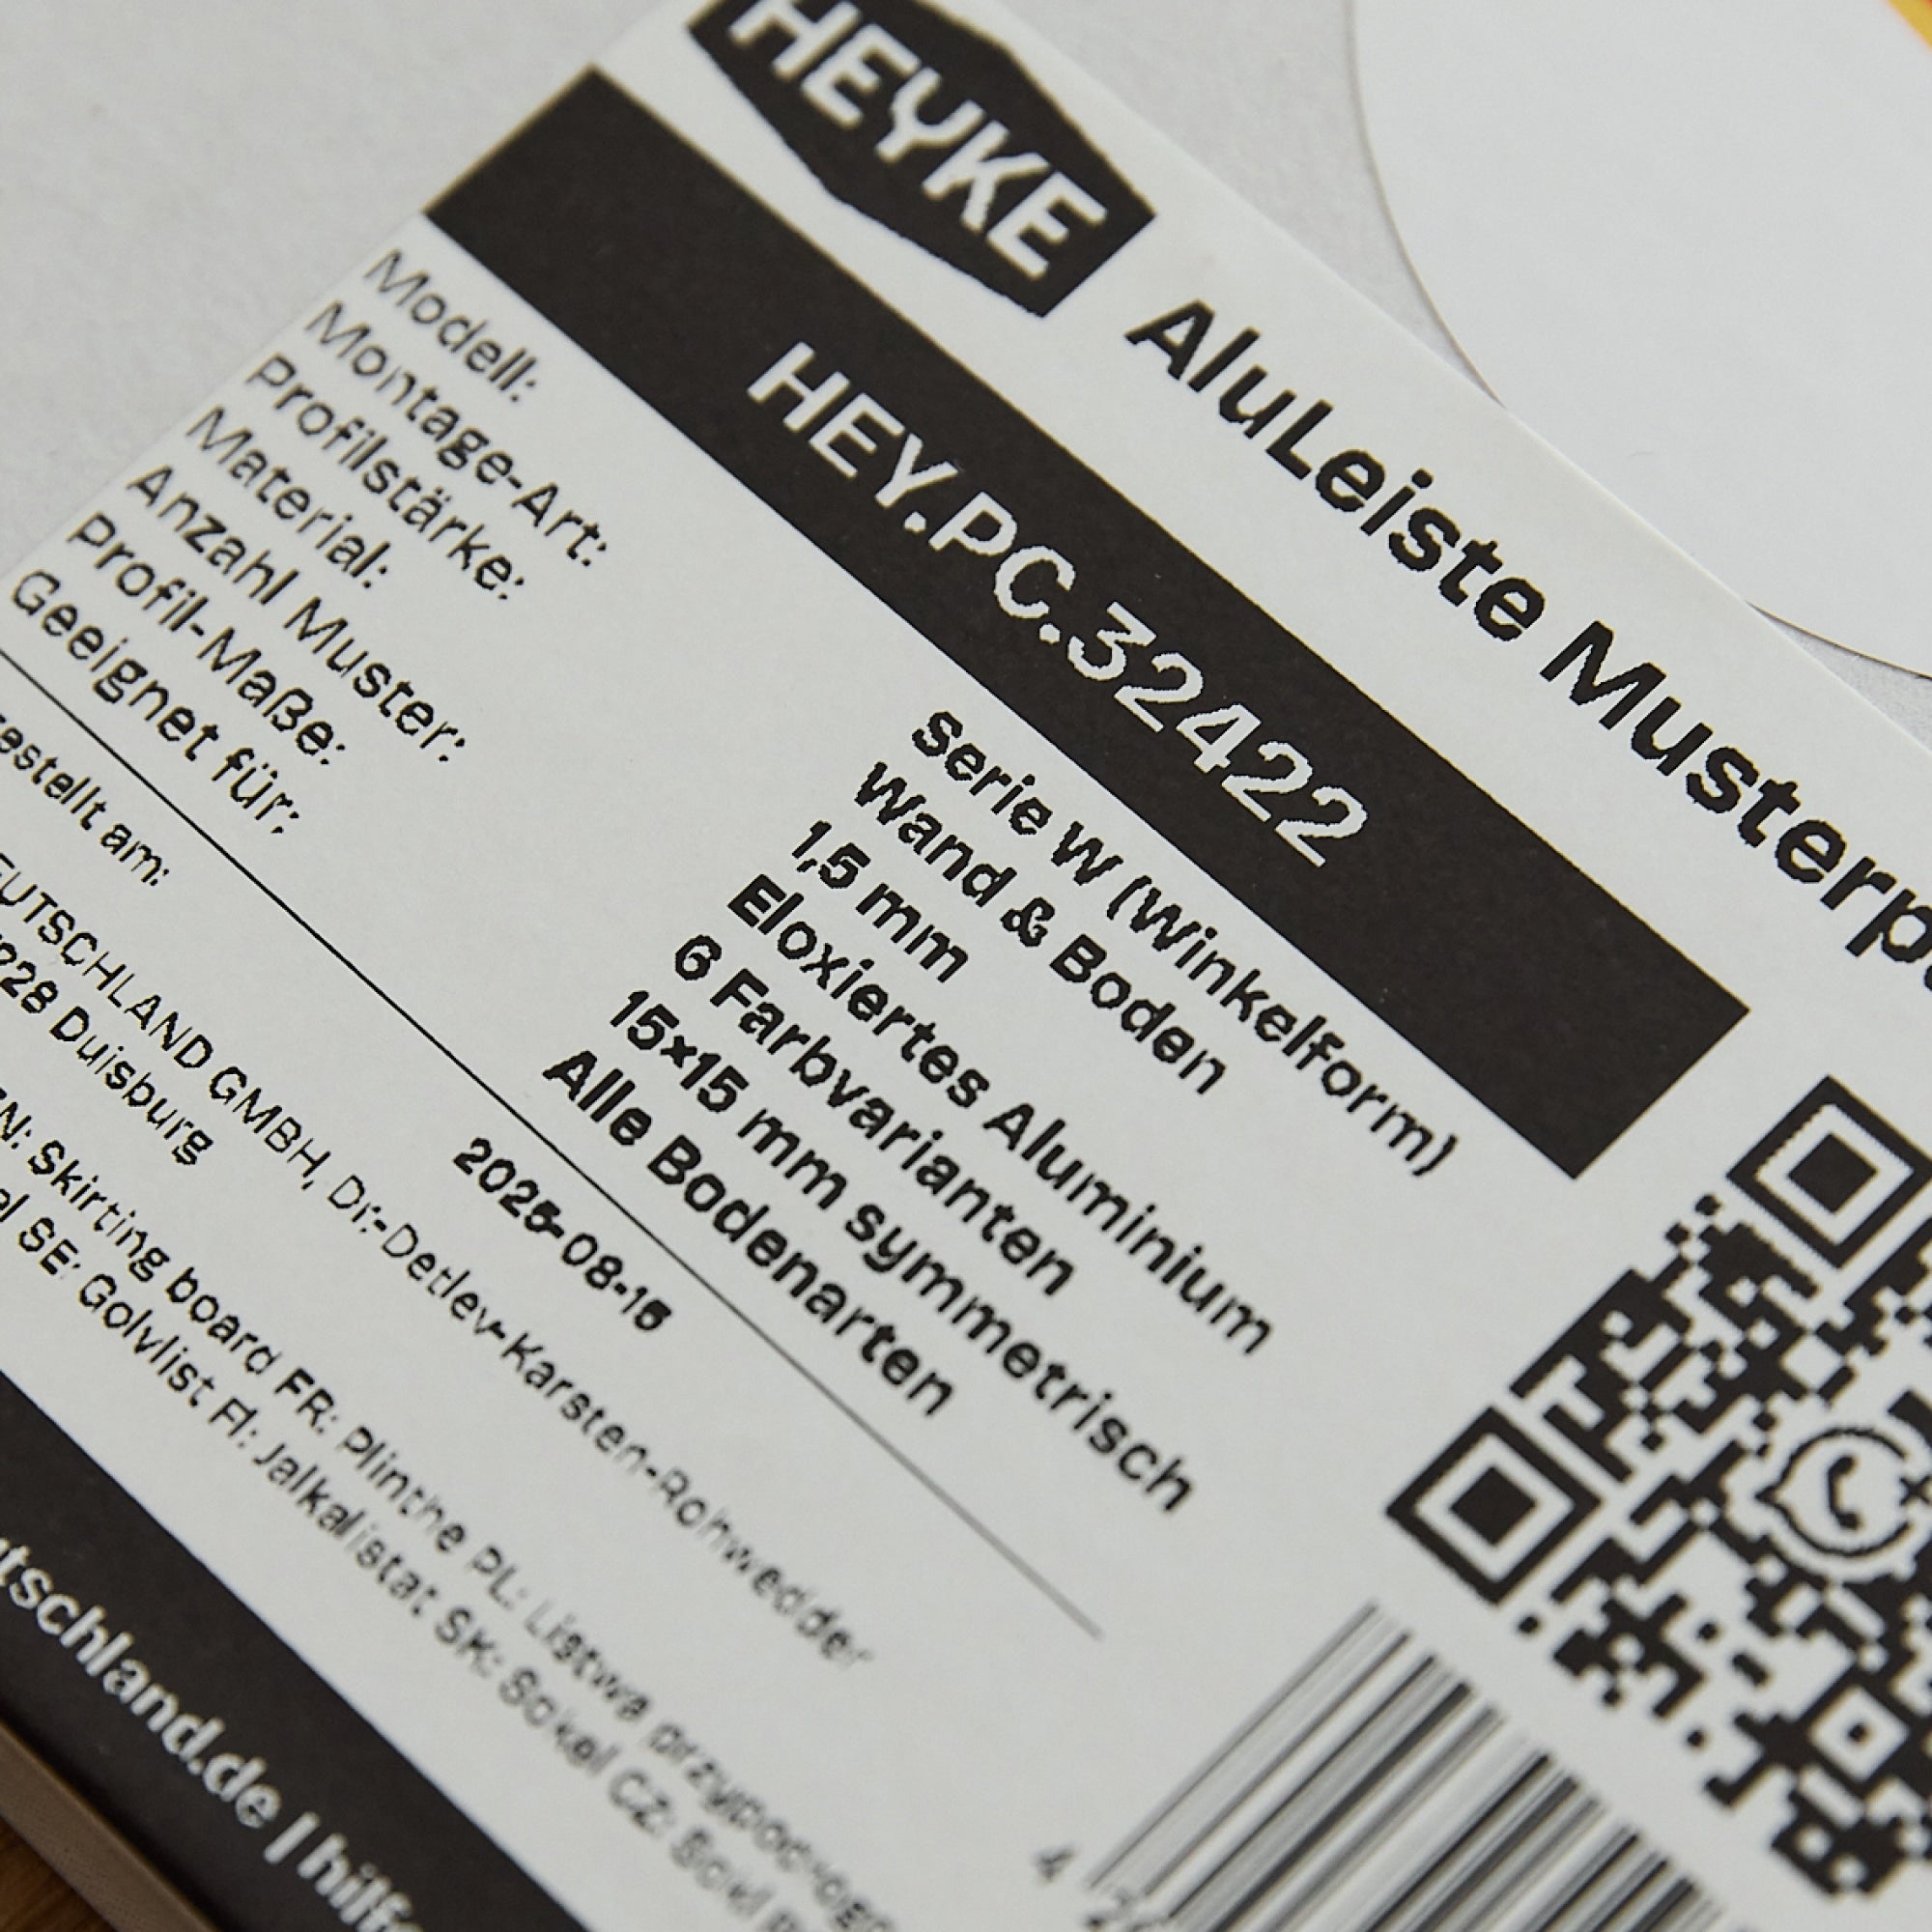 HEYKE
AluLeiste Musterp
HEY.PC.32422
Modell: Serie W (Winkelform)
Montage-Art: Wand & Boden
Profilstärke: 1,5 mm
Material: Eloxiertes Aluminium
Anzahl Muster: 6 Farbvarianten
Profil-Maße: 15×15 mm symmetrisch
Geeignet für: Alle Bodenarten
estellt am: 2025-08-15
EUTSCHLAND GMBH, Dr.-Detlev-Karsten-Rohwedder
228 Duisburg
EN: Skirting board FR: Plinthe PL: Listwa przypodłogo
el SE: Golvlist FI: Jalkalistat SK: Sokel CZ: Sokl
tschland.de | hilfe
4